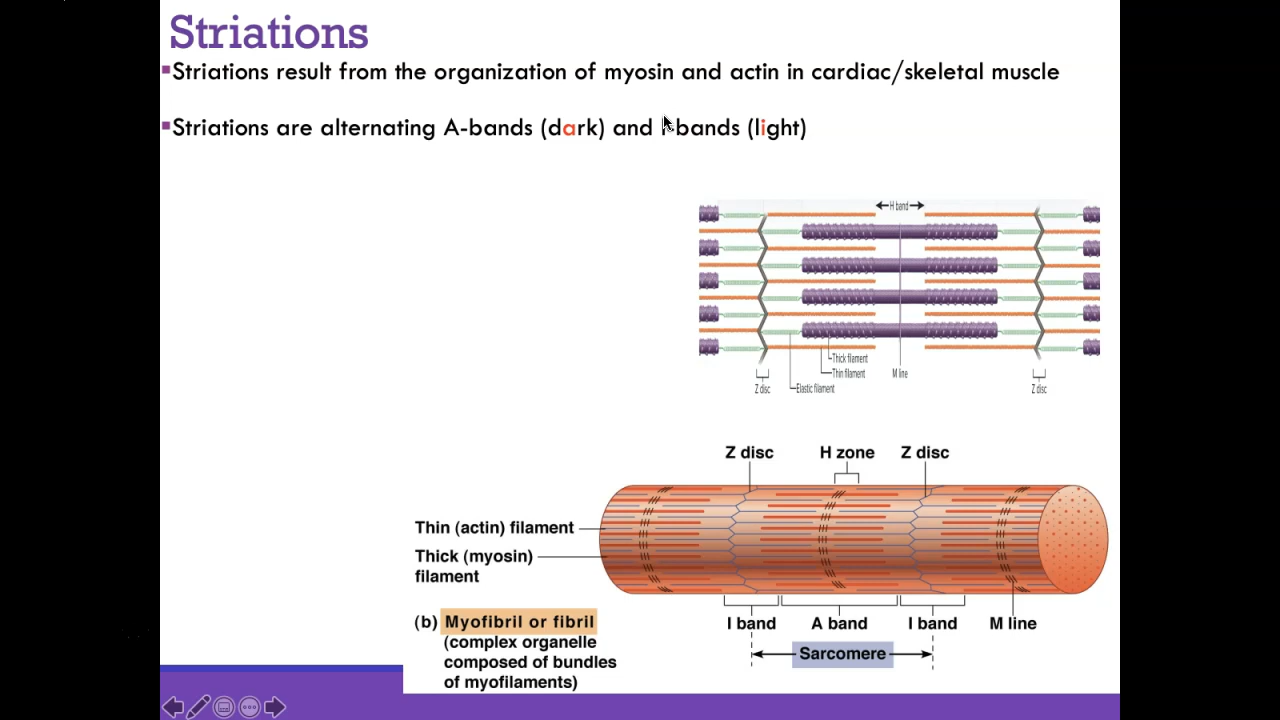 Striations
▪Striations result from the organization of myosin and actin in cardiac/skeletal muscle
▪Striations are alternating A-bands (dark) and bands (light)
H band
Thick filament
Thin filament
M line
Z disc
Elastic filament
Z disc
Z disc
H zone
Z disc
Thin (actin) filament
Thick (myosin)
filament
I band
A band
I band
M line
(b) Myofibril or fibril
(complex organelle
composed of bundles
of myofilaments)
Sarcomere